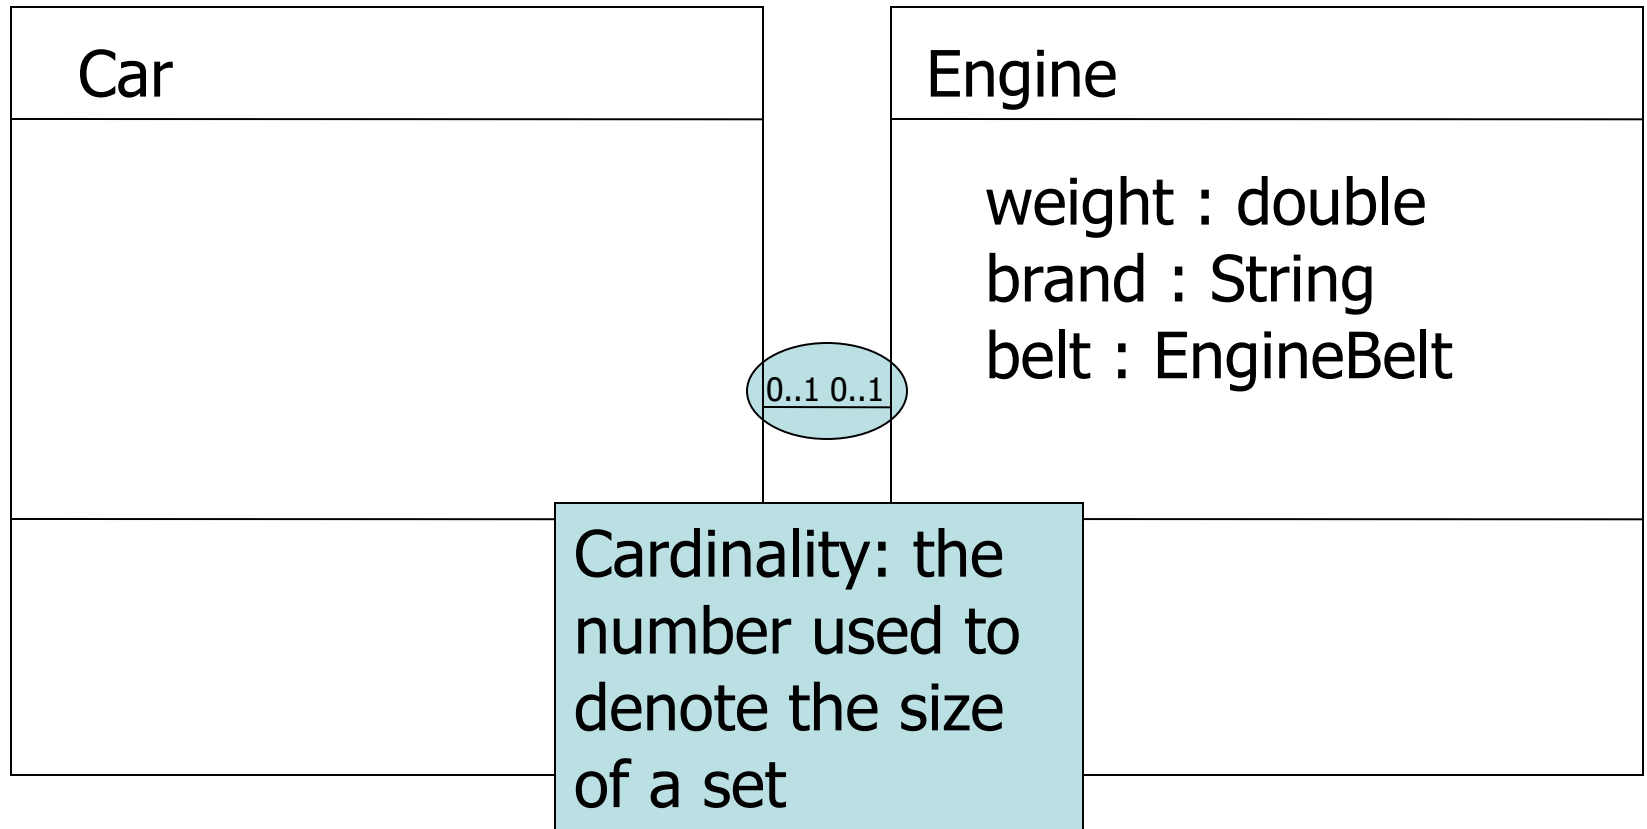 Car
Engine
weight : double
brand : String
belt : EngineBelt
0..1 0..1
Cardinality: the
number used to
denote the size
of a set